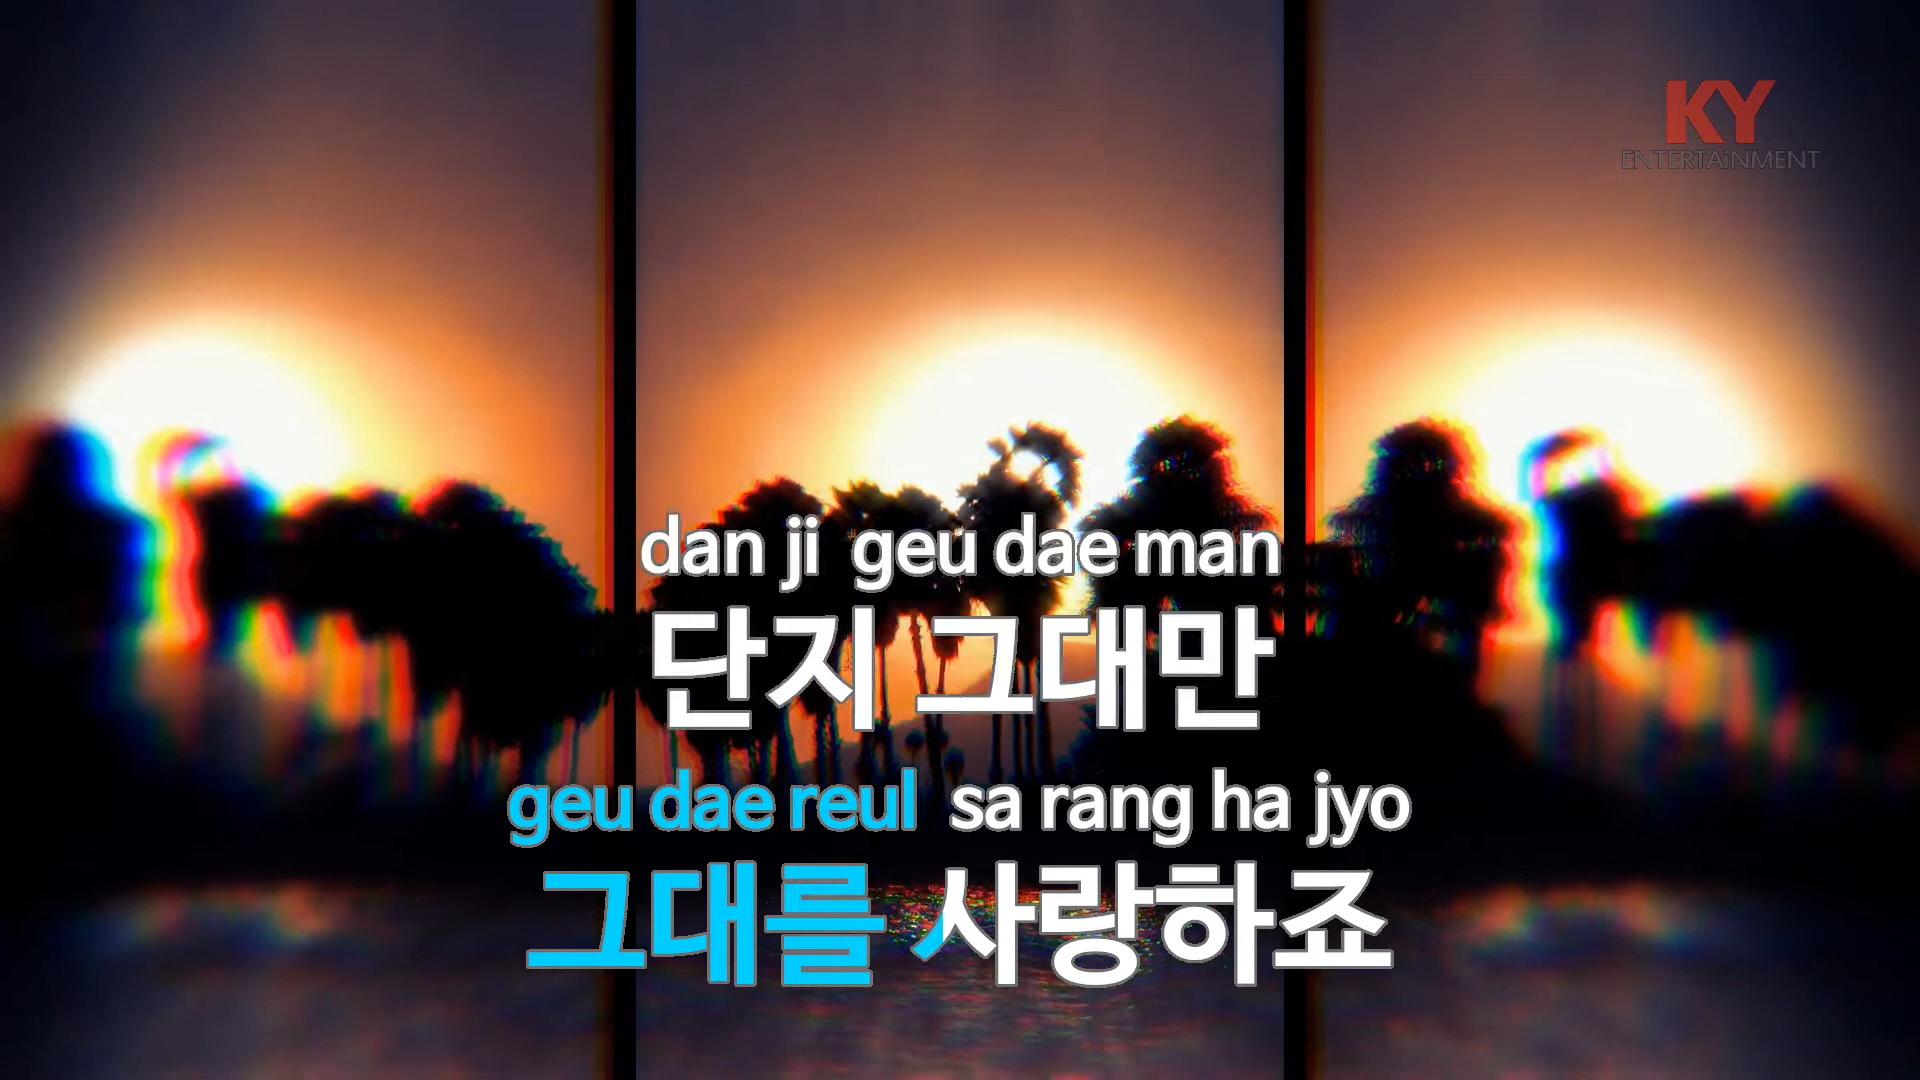 KY
ENTERTAiNMENT
dan ji geu dae man
단지 그대만
geu dae reul sa rang ha jyo
그대를 사랑하죠